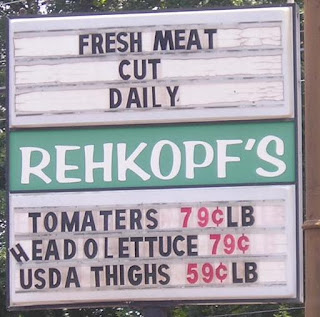 FRESH MEAT
CUT
DAILY
REHKOPF'S
TOMATERS 79¢LB
HEAD O LETTUCE 79¢
USDA THIGHS 59¢LB